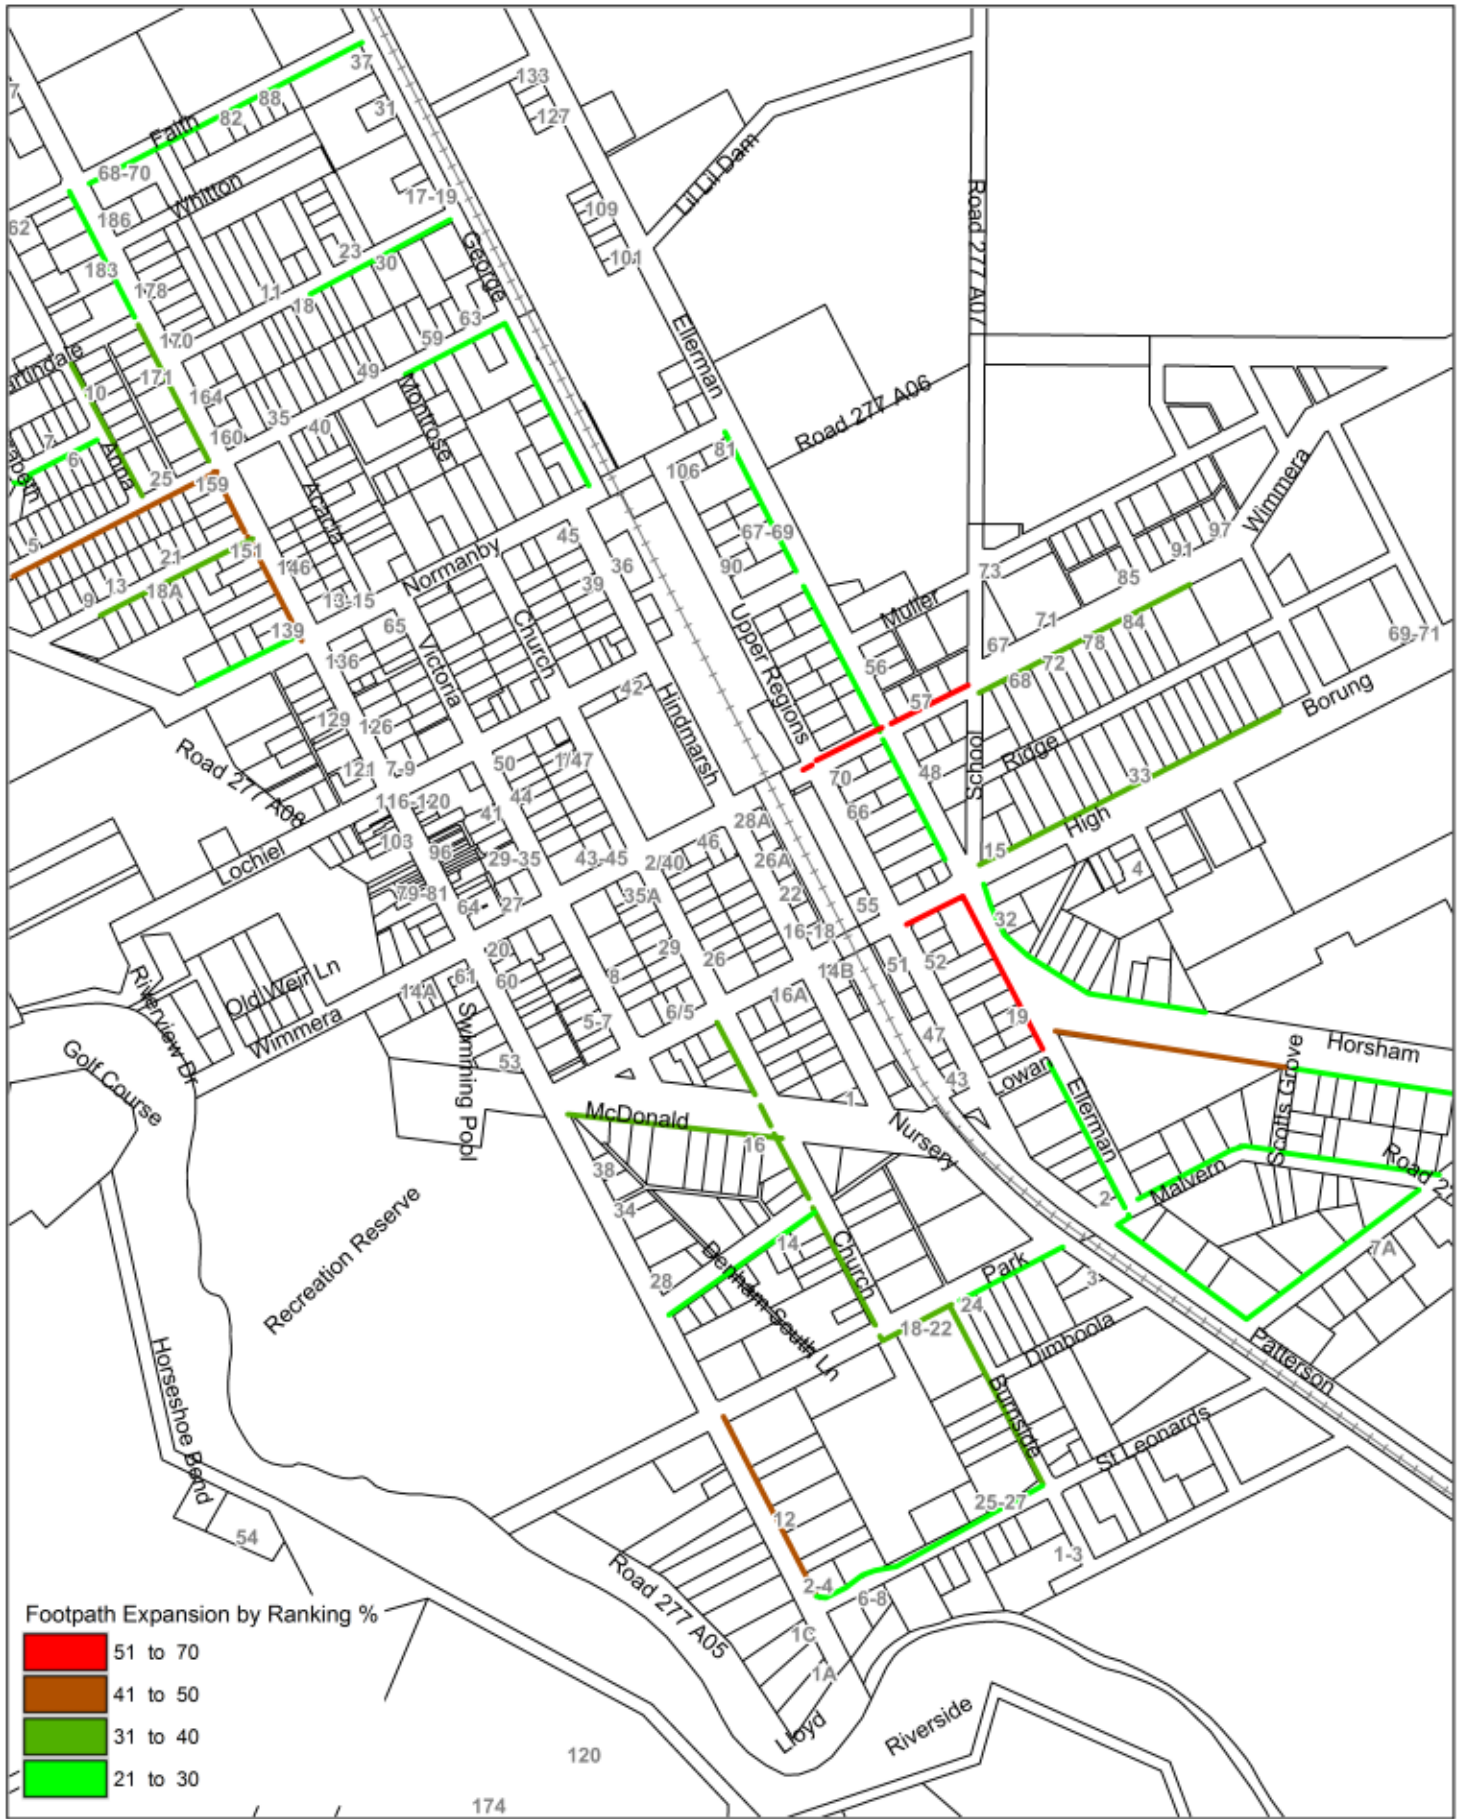 37
133
7
88
31
127
82
Faith
Lil Lil Dam
68-70
Whitton
17-19
Road 277 A07
109
186
62
23
George
101
183
30
178
11
18
63
170
59
Ellerman
artindale
171
49
10
164
Road 277 A06
35
40
Montrose
7
160
81
6
Anna
106
abeth
25
159
Acacia
Wimmera
45
67-69
97
5
21
151
Normanby
36
91
146
90
73
13
18A
39
85
9
13-15
Muller
Upper Regions
84
71
139
65
Church
78
67
69-71
136
Victoria
56
72
42
68
57
Borung
Hindmarsh
129
126
Road 277 A08
School
Ridge
50
1/47
121
7-9
70
48
33
44
116-120
41
66
28A
High
103
46
96
29-35
43-45
2/40
26A
15
Lochiel
4
79-81
35A
22
64-
27
55
32
16-18
20
29
26
51
52
Riverview Dr
Old Weir Ln
61
60
8
14B
14A
16A
6/5
19
Wimmera
Swimming Pool
5-7
47
Horsham
Golf Course
53
43
Lowan
Scotts Grove
1
McDonald
Nursery
Ellerman
16
38
Malvern
2
34
Recreation Reserve
14
Church
7A
Denham South Ln
Park
28
3
24
18-22
Dimboola
Patterson
Horseshoe Bend
Burnside
St Leonards
25-27
12
54
1-3
Road 277 A05
2-4
6-8
Footpath Expansion by Ranking %
1C
51 to 70
1A
41 to 50
Lloyd
Riverside
31 to 40
120
21 to 30
174